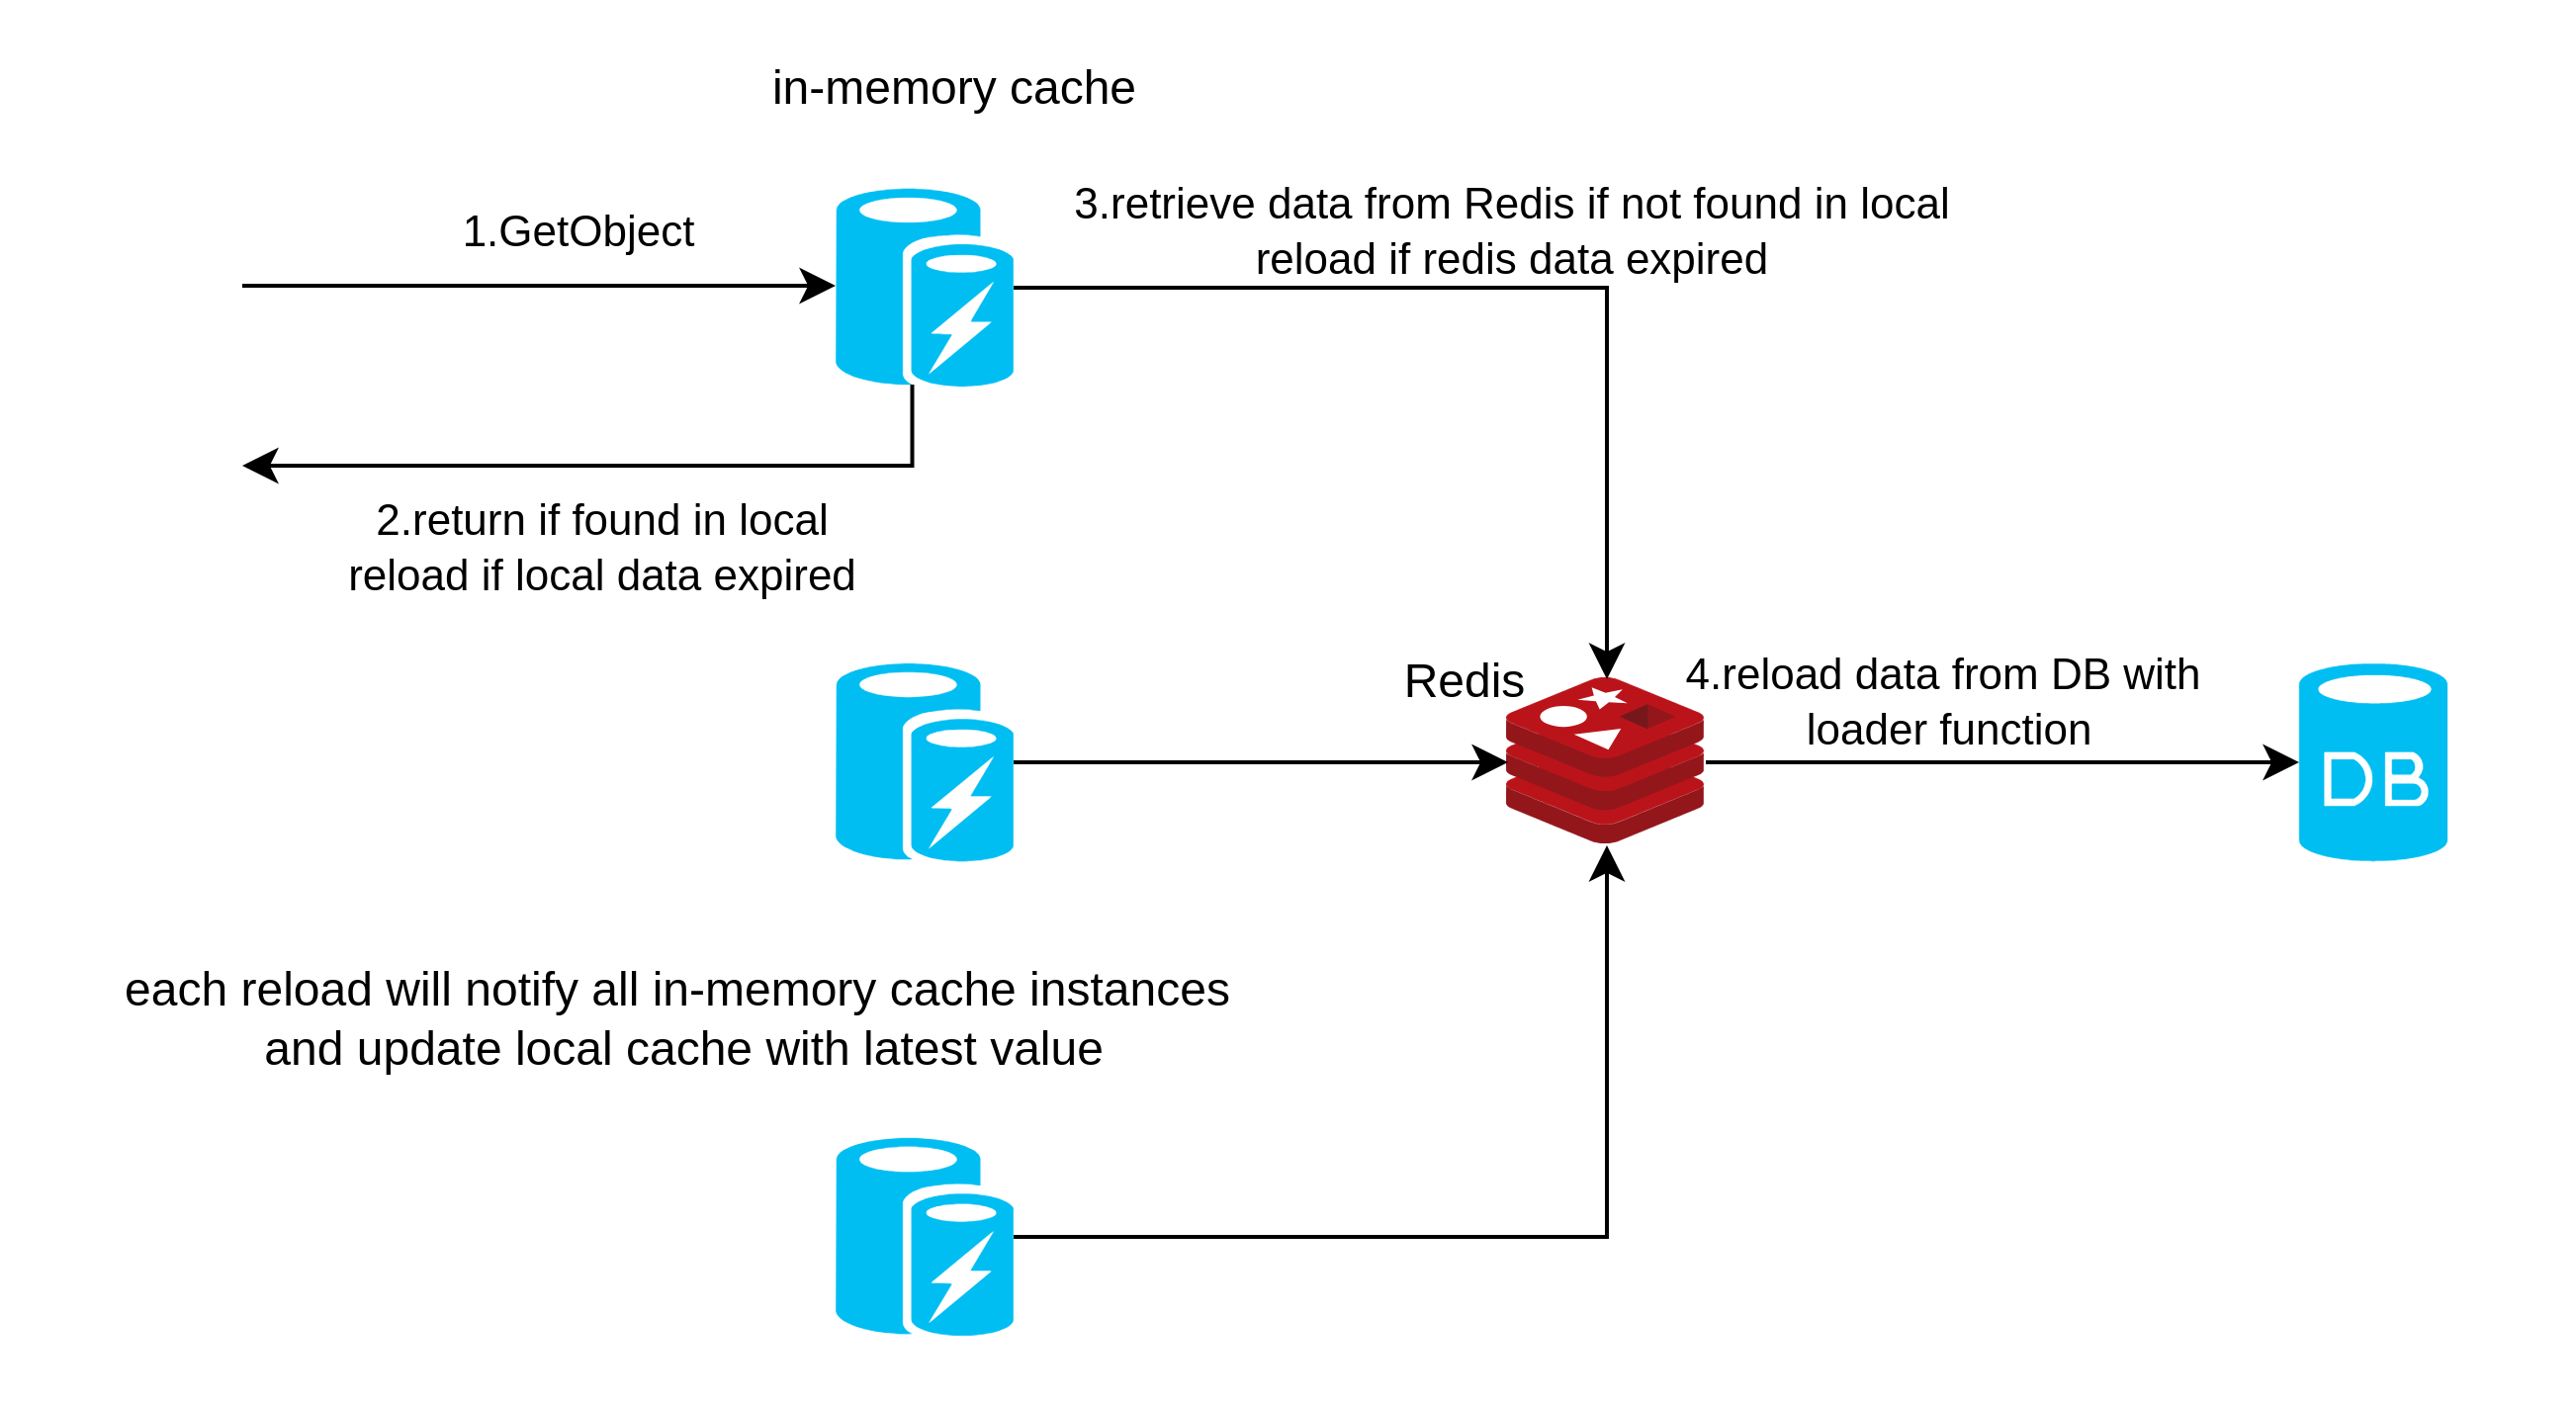 in-memory cache
1.GetObject
3.retrieve data from Redis if not found in local
reload if redis data expired
2.return if found in local
reload if local data expired
Redis
4.reload data from DB with
loader function
DB
each reload will notify all in-memory cache instances
and update local cache with latest value